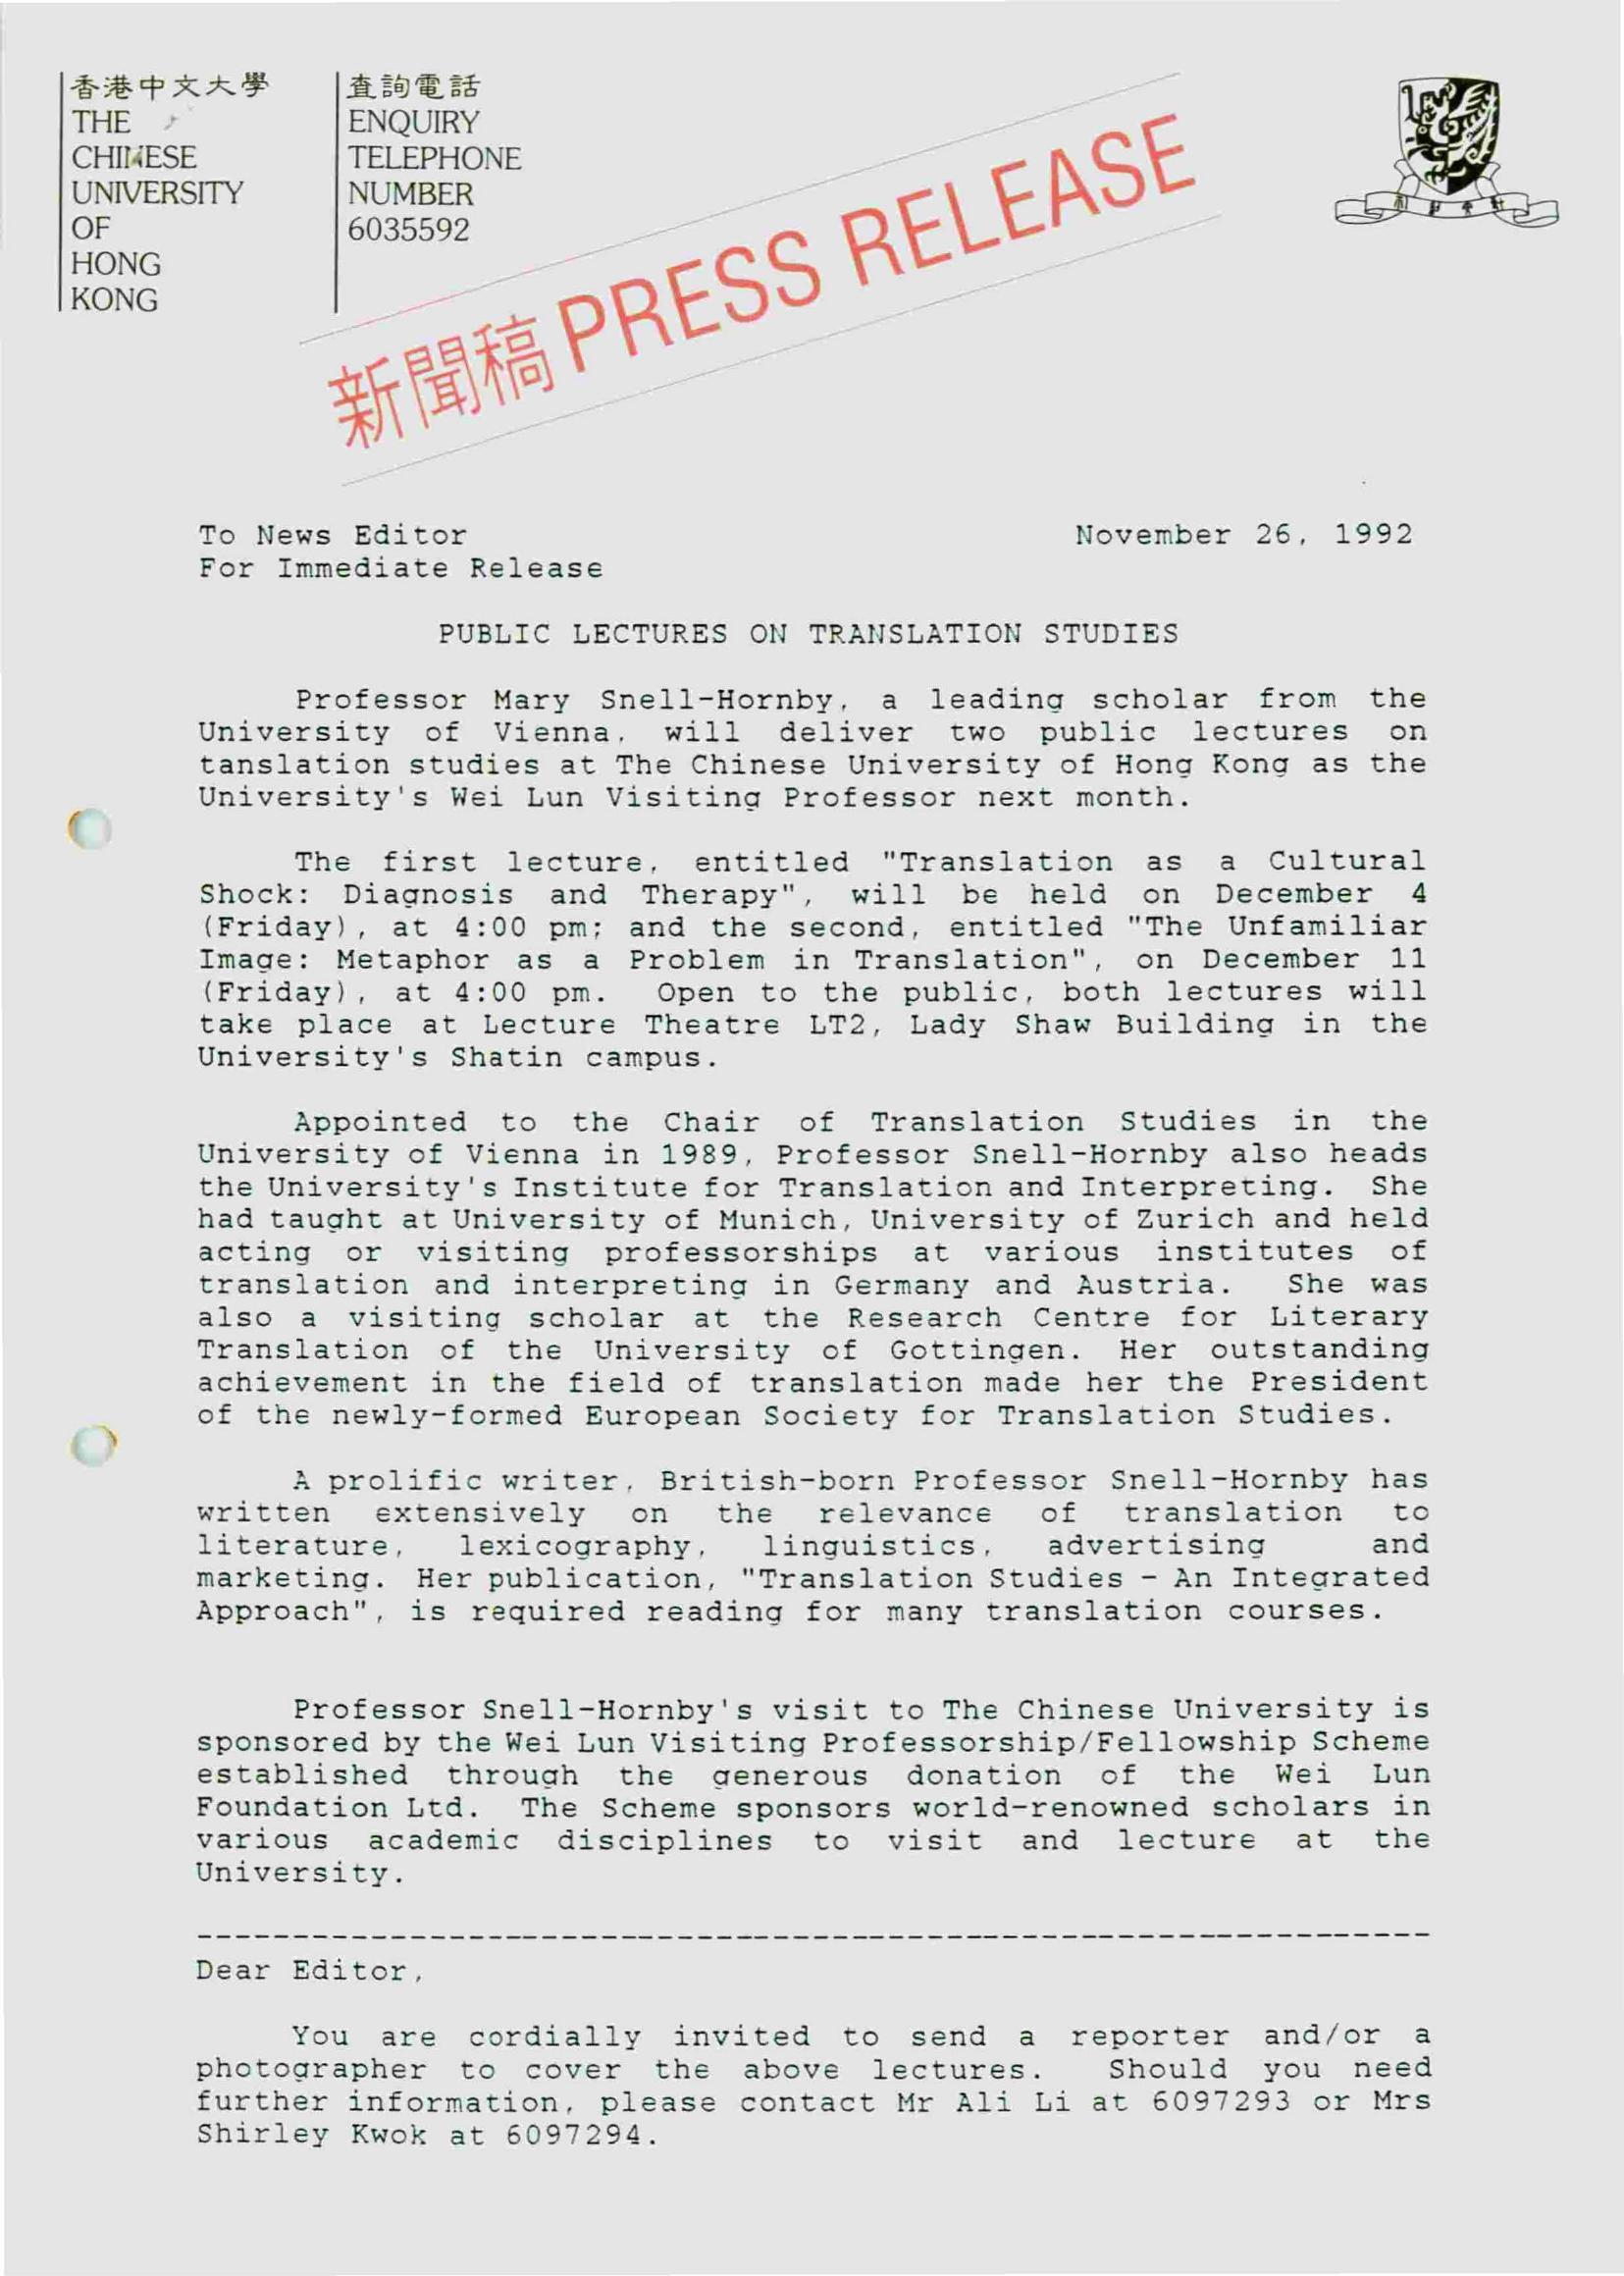 香港中文大學
THE
CHINESE
UNIVERSITY
OF
HONG
KONG
查詢電話
ENQUIRY
TELEPHONE
NUMBER
6035592
新聞稿 PRESS RELEASE
To News Editor November 26, 1992
For Immediate Release
PUBLIC LECTURES ON TRANSLATION STUDIES
Professor Mary Snell-Hornby, a leading scholar from the
University of Vienna, will deliver two public lectures on
tanslation studies at The Chinese University of Hong Kong as the
University's Wei Lun Visiting Professor next month.
The first lecture, entitled "Translation as a Cultural
Shock: Diagnosis and Therapy", will be held on December 4
(Friday), at 4:00 pm; and the second, entitled "The Unfamiliar
Image: Metaphor as a Problem in Translation", on December 11
(Friday), at 4:00 pm. Open to the public, both lectures will
take place at Lecture Theatre LT2, Lady Shaw Building in the
University's Shatin campus.
Appointed to the Chair of Translation Studies in the
University of Vienna in 1989, Professor Snell-Hornby also heads
the University's Institute for Translation and Interpreting. She
had taught at University of Munich, University of Zurich and held
acting or visiting professorships at various institutes of
translation and interpreting in Germany and Austria. She was
also a visiting scholar at the Research Centre for Literary
Translation of the University of Gottingen. Her outstanding
achievement in the field of translation made her the President
of the newly-formed European Society for Translation Studies.
A prolific writer, British-born Professor Snell-Hornby has
written extensively on the relevance of translation to
literature, lexicography, linguistics, advertising and
marketing. Her publication, "Translation Studies - An Integrated
Approach", is required reading for many translation courses.
Professor Snell-Hornby's visit to The Chinese University is
sponsored by the Wei Lun Visiting Professorship/Fellowship Scheme
established through the generous donation of the Wei Lun
Foundation Ltd. The Scheme sponsors world-renowned scholars in
various academic disciplines to visit and lecture at the
University.
----------------------------------------------------------------
Dear Editor,
You are cordially invited to send a reporter and/or a
photographer to cover the above lectures. Should you need
further information, please contact Mr Ali Li at 6097293 or Mrs
Shirley Kwok at 6097294.